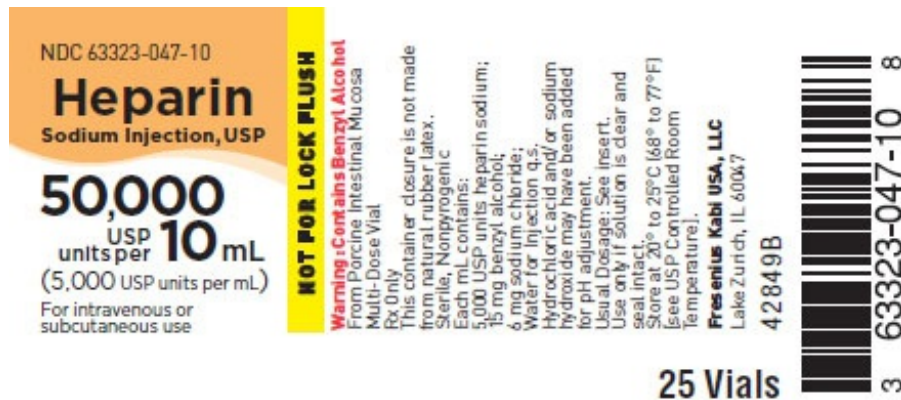 NDC 63323-047-10
Heparin
Sodium Injection, USP
50,000
USP
units per 10 mL
(5,000 USP units per mL)
For intravenous or
subcutaneous use
NOT FOR LOCK FLUSH
Warning: Contains Benzyl Alcohol
From Porcine Intestinal Mucosa
Multi-Dose Vial
Rx Only
This container closure is not made
from natural rubber latex.
Sterile, Nonpyrogenic
Each mL contains:
5,000 USP units heparin sodium;
15 mg benzyl alcohol;
6 mg sodium chloride;
Water for Injection q.s.
Hydrochloric acid and/or sodium
hydroxide may have been added
for pH adjustment.
Usual Dosage: See insert.
Use only if solution is clear and
seal intact.
Store at 20° to 25°C (68° to 77°F)
[see USP Controlled Room
Temperature].
Fresenius Kabi USA, LLC
Lake Zurich, IL 60047
42849B
25 Vials
3 63323-047-10 8